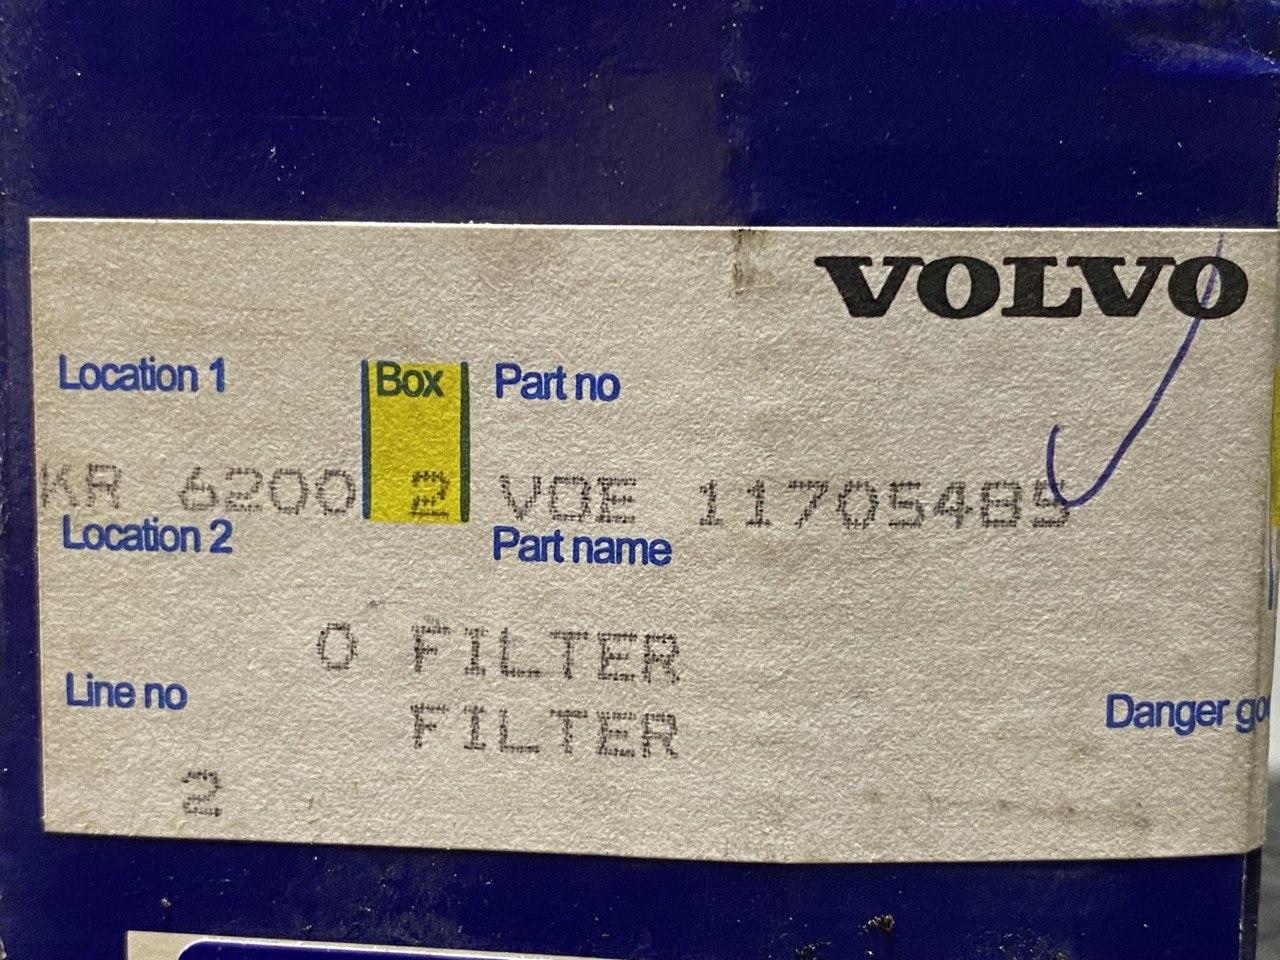 VOLVO
Location 1 Box Part no
KR 6200 2 VOE 11705485
Location 2 Part name
0 FILTER
Line no
FILTER
Danger go
2